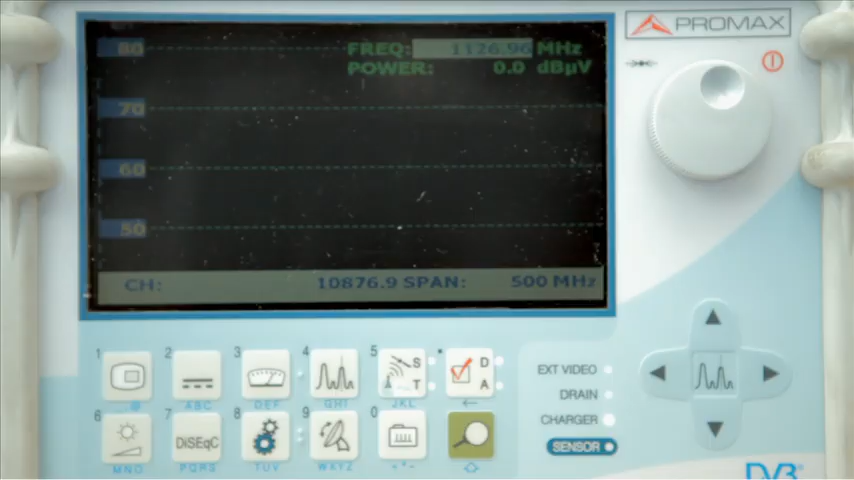 PROMAX
80
FREQ: 1126.96 MHz
POWER: 0.0 dBµV
70
60
50
CH: 10876.9 SPAN: 500 MHz
1 2 3 4 5
S D
T A
ABC DEF GHI JKL ←
EXT VIDEO
DRAIN
CHARGER
SENSOR
6 7 8 9 0
DiSEqC
MNO PQRS TUV WXYZ +*-
DVB